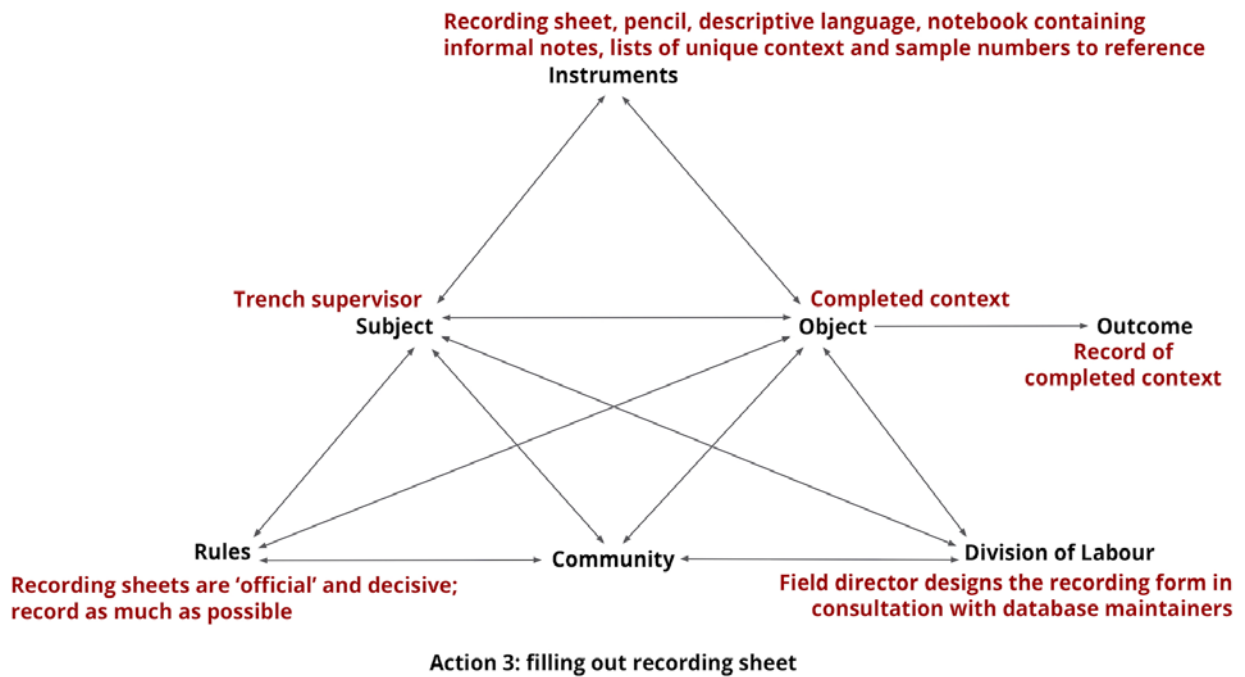 Recording sheet, pencil, descriptive language, notebook containing
informal notes, lists of unique context and sample numbers to reference
Instruments
Trench supervisor
Subject
Completed context
Object
Outcome
Record of
completed context
Rules
Recording sheets are ‘official’ and decisive;
record as much as possible
Community
Division of Labour
Field director designs the recording form in
consultation with database maintainers
Action 3: filling out recording sheet